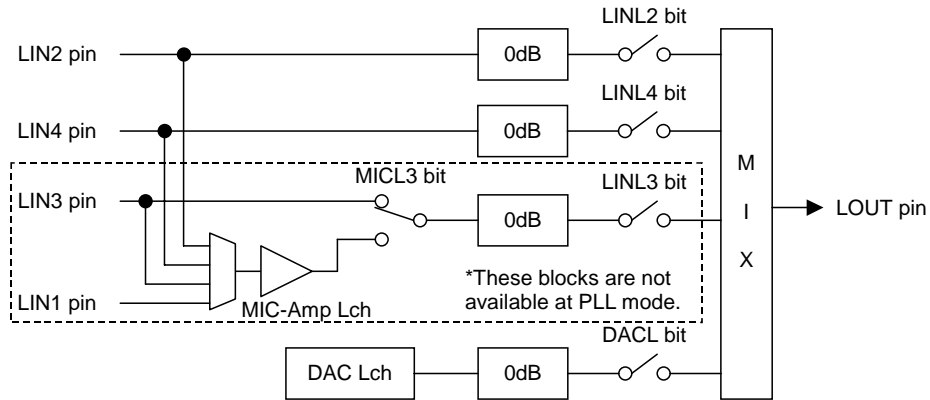 LINL2 bit
LIN2 pin
0dB
LINL4 bit
LIN4 pin
0dB
MICL3 bit
LINL3 bit
LIN3 pin
0dB
M
I
X
LOUT pin
*These blocks are not
available at PLL mode.
LIN1 pin
MIC-Amp Lch
DACL bit
DAC Lch
0dB